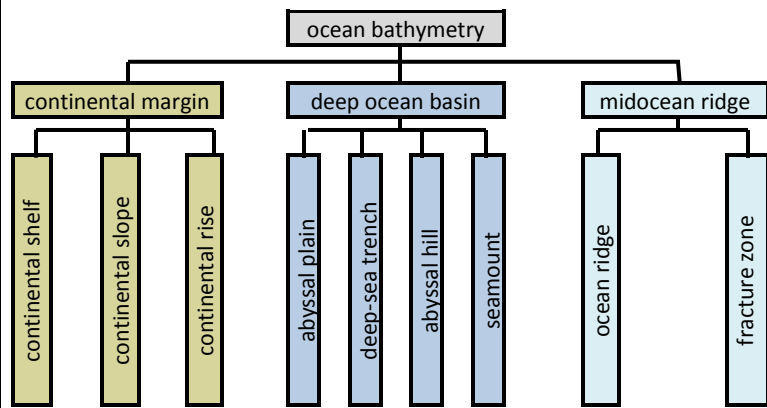 ocean bathymetry
continental margin
deep ocean basin
midocean ridge
continental shelf
continental slope
continental rise
abyssal plain
deep-sea trench
abyssal hill
seamount
ocean ridge
fracture zone